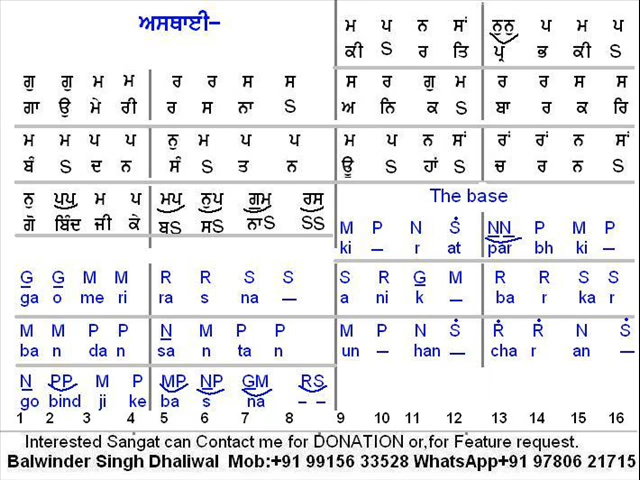 ਅਸਥਾਈ–
ਮ ਪ ਨ ਸਾਂ ਨੁਨੁ ਪ ਮ ਪ
ਕੀ S ਰ ਤਿ ਪ੍ਰ ਭ ਕੀ S
ਗੁ ਗੁ ਮ ਮ ਰ ਰ ਸ ਸ ਸ ਰ ਗੁ ਮ ਰ ਰ ਸ ਸ
ਗਾ ਉ ਮੇ ਰੀ ਰ ਸ ਨਾ S ਅ ਨਿ ਕ S ਬਾ ਰ ਕ ਰਿ
ਮ ਮ ਪ ਪ ਨੁ ਮ ਪ ਪ ਮ ਪ ਨ ਸਾਂ ਰਾਂ ਰਾਂ ਨ ਸਾਂ
ਬੰ S ਦ ਨ ਸੰ S ਤ ਨ ਊ S ਹਾਂ S ਚ ਰ ਨ S
ਨੁ ਪਪੁ ਮ ਪ ਮਪ ਨੁਪ ਗੁਮ ਰਸ The base
ਗੋ ਬਿੰਦ ਜੀ ਕੇ ਬS ਸS ਨਾS SS
M P N Ṡ NN P M P
ki – r at par bh ki –
G G M M R R S S S R G M R R S S
ga o me ri ra s na — a ni k — ba r ka r
M M P P N M P P M P N Ṡ Ṙ Ṙ N Ṡ
ba n da n sa n ta n un – han — cha r an –
N PP M P MP NP GM RS
go bind ji ke ba s na – –
1 2 3 4 5 6 7 8 9 10 11 12 13 14 15 16
Interested Sangat can Contact me for DONATION or,for Feature request.
Balwinder Singh Dhaliwal Mob:+91 99156 33528 WhatsApp+91 97806 21715